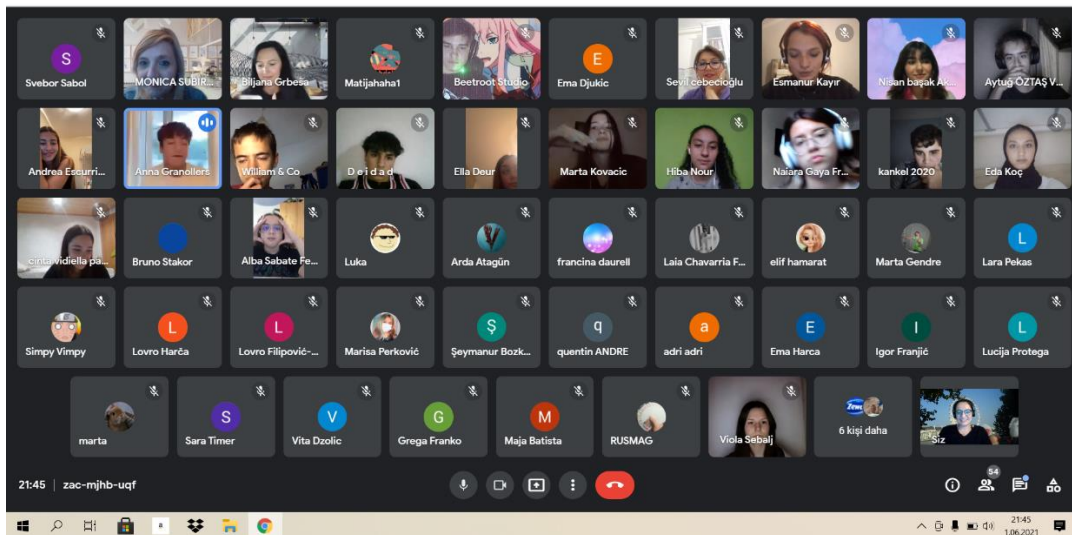 S
E
Svebor Sabol
MONICA SUBIR...
Biljana Grbeša
Matijahaha1
Beetroot Studio
Ema Djukic
Sevil cebecioğlu
Esmanur Kayır
Nisan başak Ak...
Aytuğ ÖZTAŞ V...
Andrea Escurri...
Anna Granollers
William & Co
D e i d a d
Ella Deur
Marta Kovacic
Hiba Nour
Naiara Gaya Fr...
kankel 2020
Eda Koç
L
cinta vidiella pa...
Bruno Stakor
Alba Sabate Fe...
Luka
Arda Atagün
francina daurell
Laia Chavarria F...
elif hamarat
Marta Gendre
Lara Pekas
L
L
Ş
q
a
E
I
L
Simpy Vimpy
Lovro Harča
Lovro Filipović-...
Marisa Perković
Şeymanur Bozk...
quentin ANDRE
adri adri
Ema Harca
Igor Franjić
Lucija Protega
S
V
G
M
marta
Sara Timer
Vita Dzolic
Grega Franko
Maja Batista
RUSMAG
Viola Sebalj
6 kişi daha
Siz
21:45 | zac-mjhb-uqf
54
a
21:45
1.06.2021